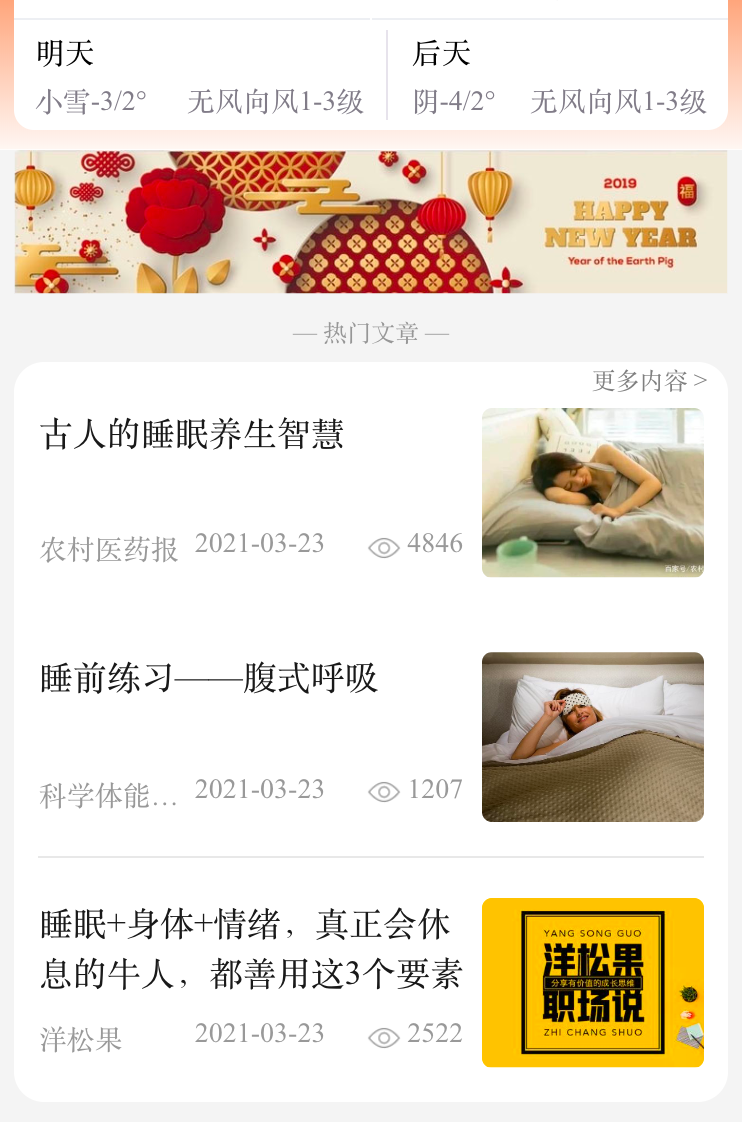 明天
后天
小雪-3/2°
无风向风1-3级
阴-4/2°
无风向风1-3级
2019
福
HAPPY
NEW YEAR
Year of the Earth Pig
— 热门文章 —
更多内容 >
古人的睡眠养生智慧
农村医药报
2021-03-23
4846
百家号/农村
睡前练习——腹式呼吸
科学体能…
2021-03-23
1207
睡眠+身体+情绪，真正会休
息的牛人，都善用这3个要素
洋松果
2021-03-23
2522
YANG SONG GUO
洋松果
分享有价值的成长思维
职场说
ZHI CHANG SHUO